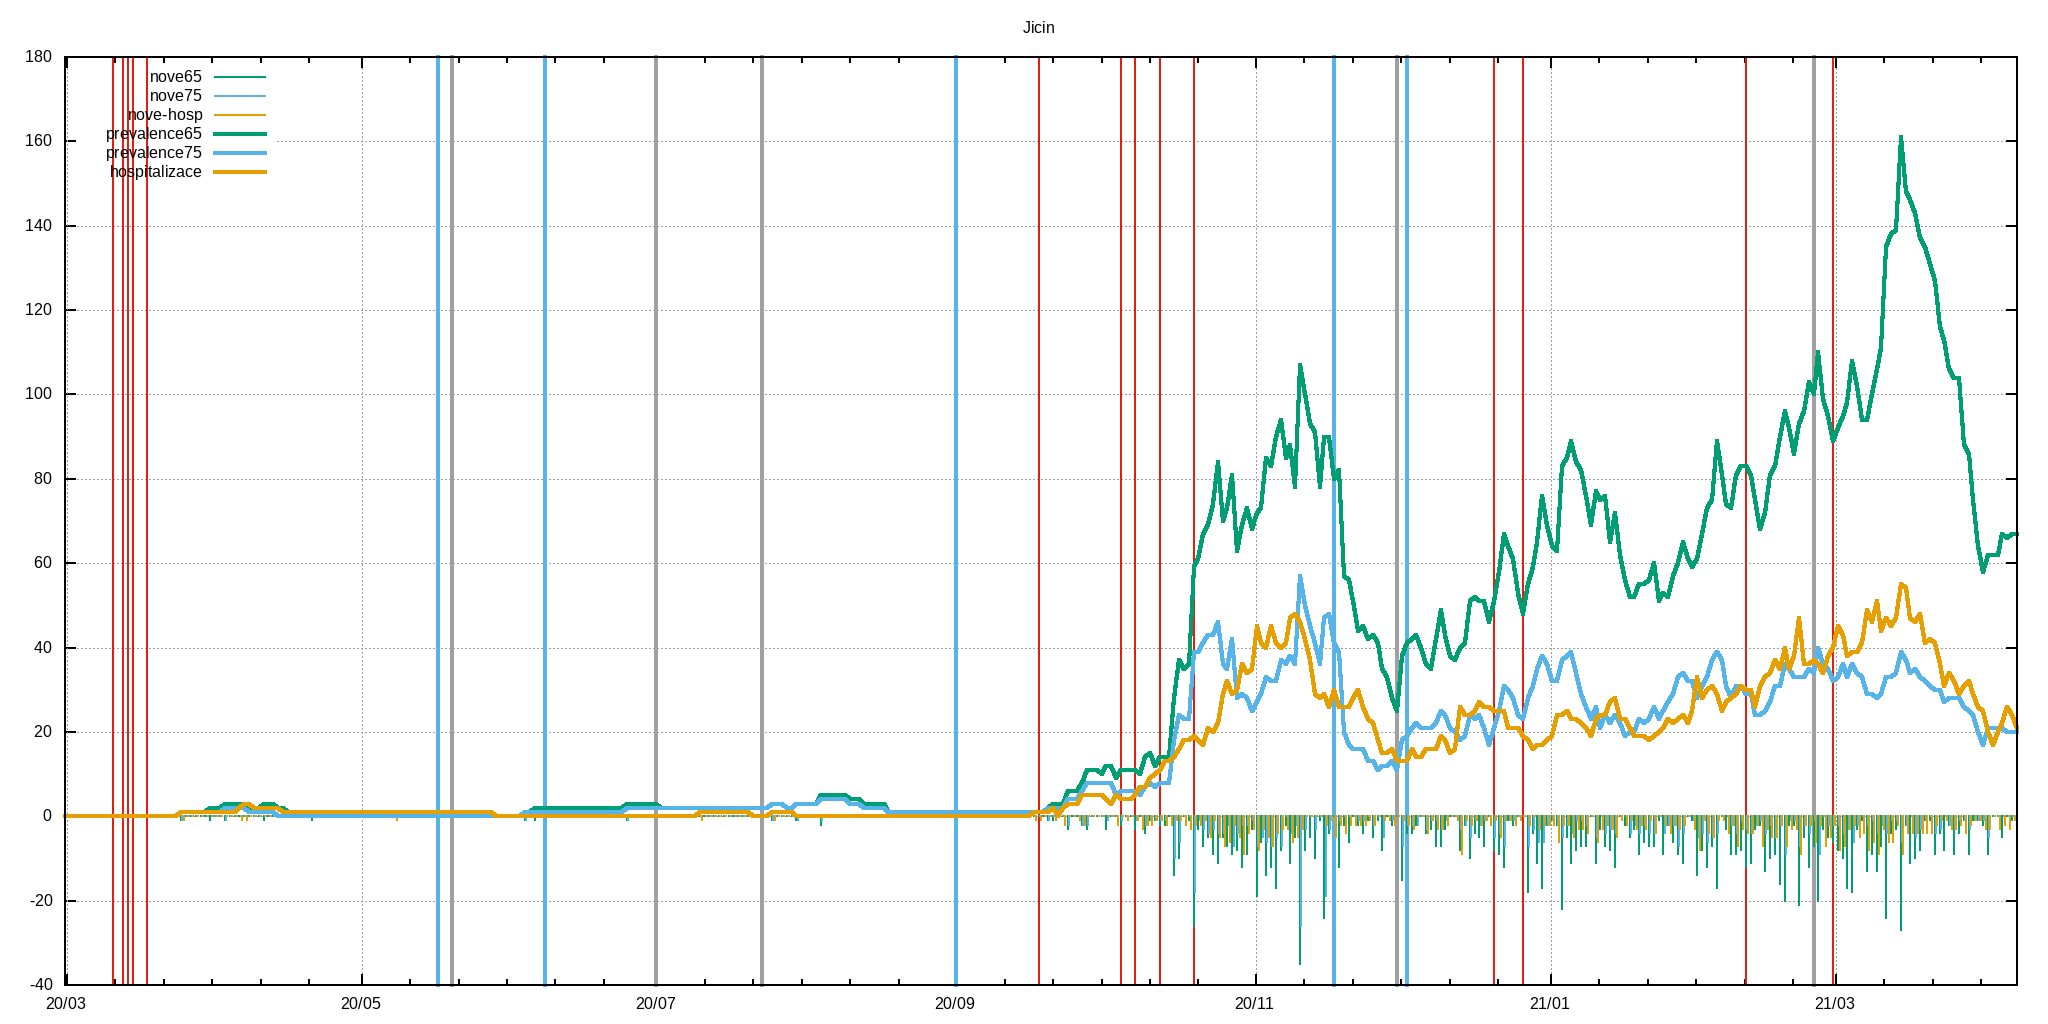 Jicin
180
160
140
120
100
80
60
40
20
0
-20
-40
nove65
nove75
nove-hosp
prevalence65
prevalence75
hospitalizace
20/03 20/05 20/07 20/09 20/11 21/01 21/03